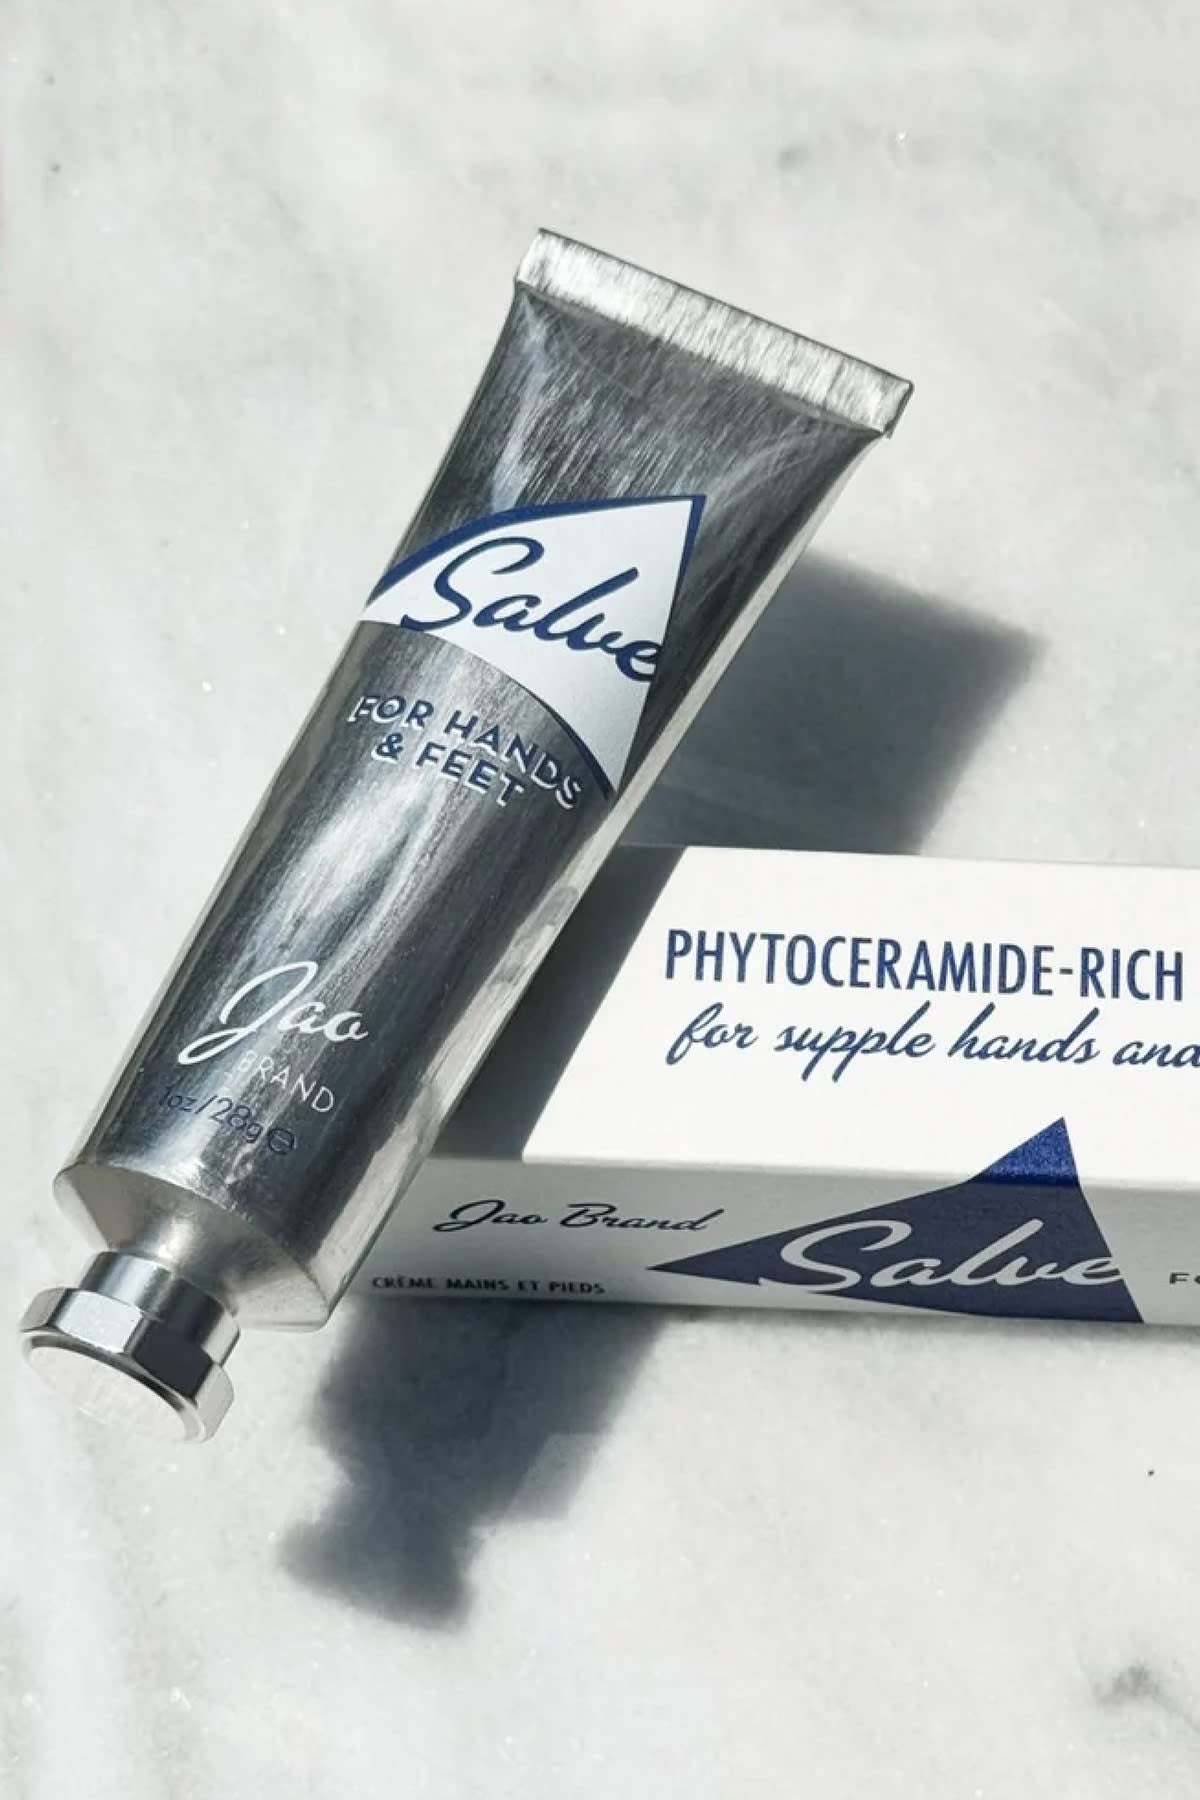 Salve
FOR HANDS
& FEET
Jao
BRAND
1oz/28g℮
PHYTOCERAMIDE-RICH
for supple hands and
Jao Brand
CRÈME MAINS ET PIEDS
Salve